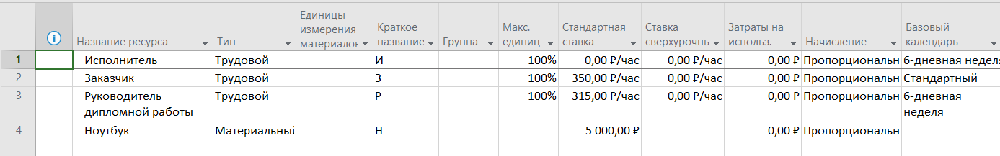 Название ресурса Тип Единицы измерения материалов Краткое название Группа Макс. единиц Стандартная ставка Ставка сверхурочнь Затраты на использ. Начисление Базовый календарь
1 Исполнитель Трудовой И 100% 0,00 ₽/час 0,00 ₽/час 0,00 ₽ Пропорциональн 6-дневная неделя
2 Заказчик Трудовой З 100% 350,00 ₽/час 0,00 ₽/час 0,00 ₽ Пропорциональн Стандартный
3 Руководитель дипломной работы Трудовой Р 100% 315,00 ₽/час 0,00 ₽/час 0,00 ₽ Пропорциональн 6-дневная неделя
4 Ноутбук Материальный Н 5 000,00 ₽ 0,00 ₽ Пропорциональн